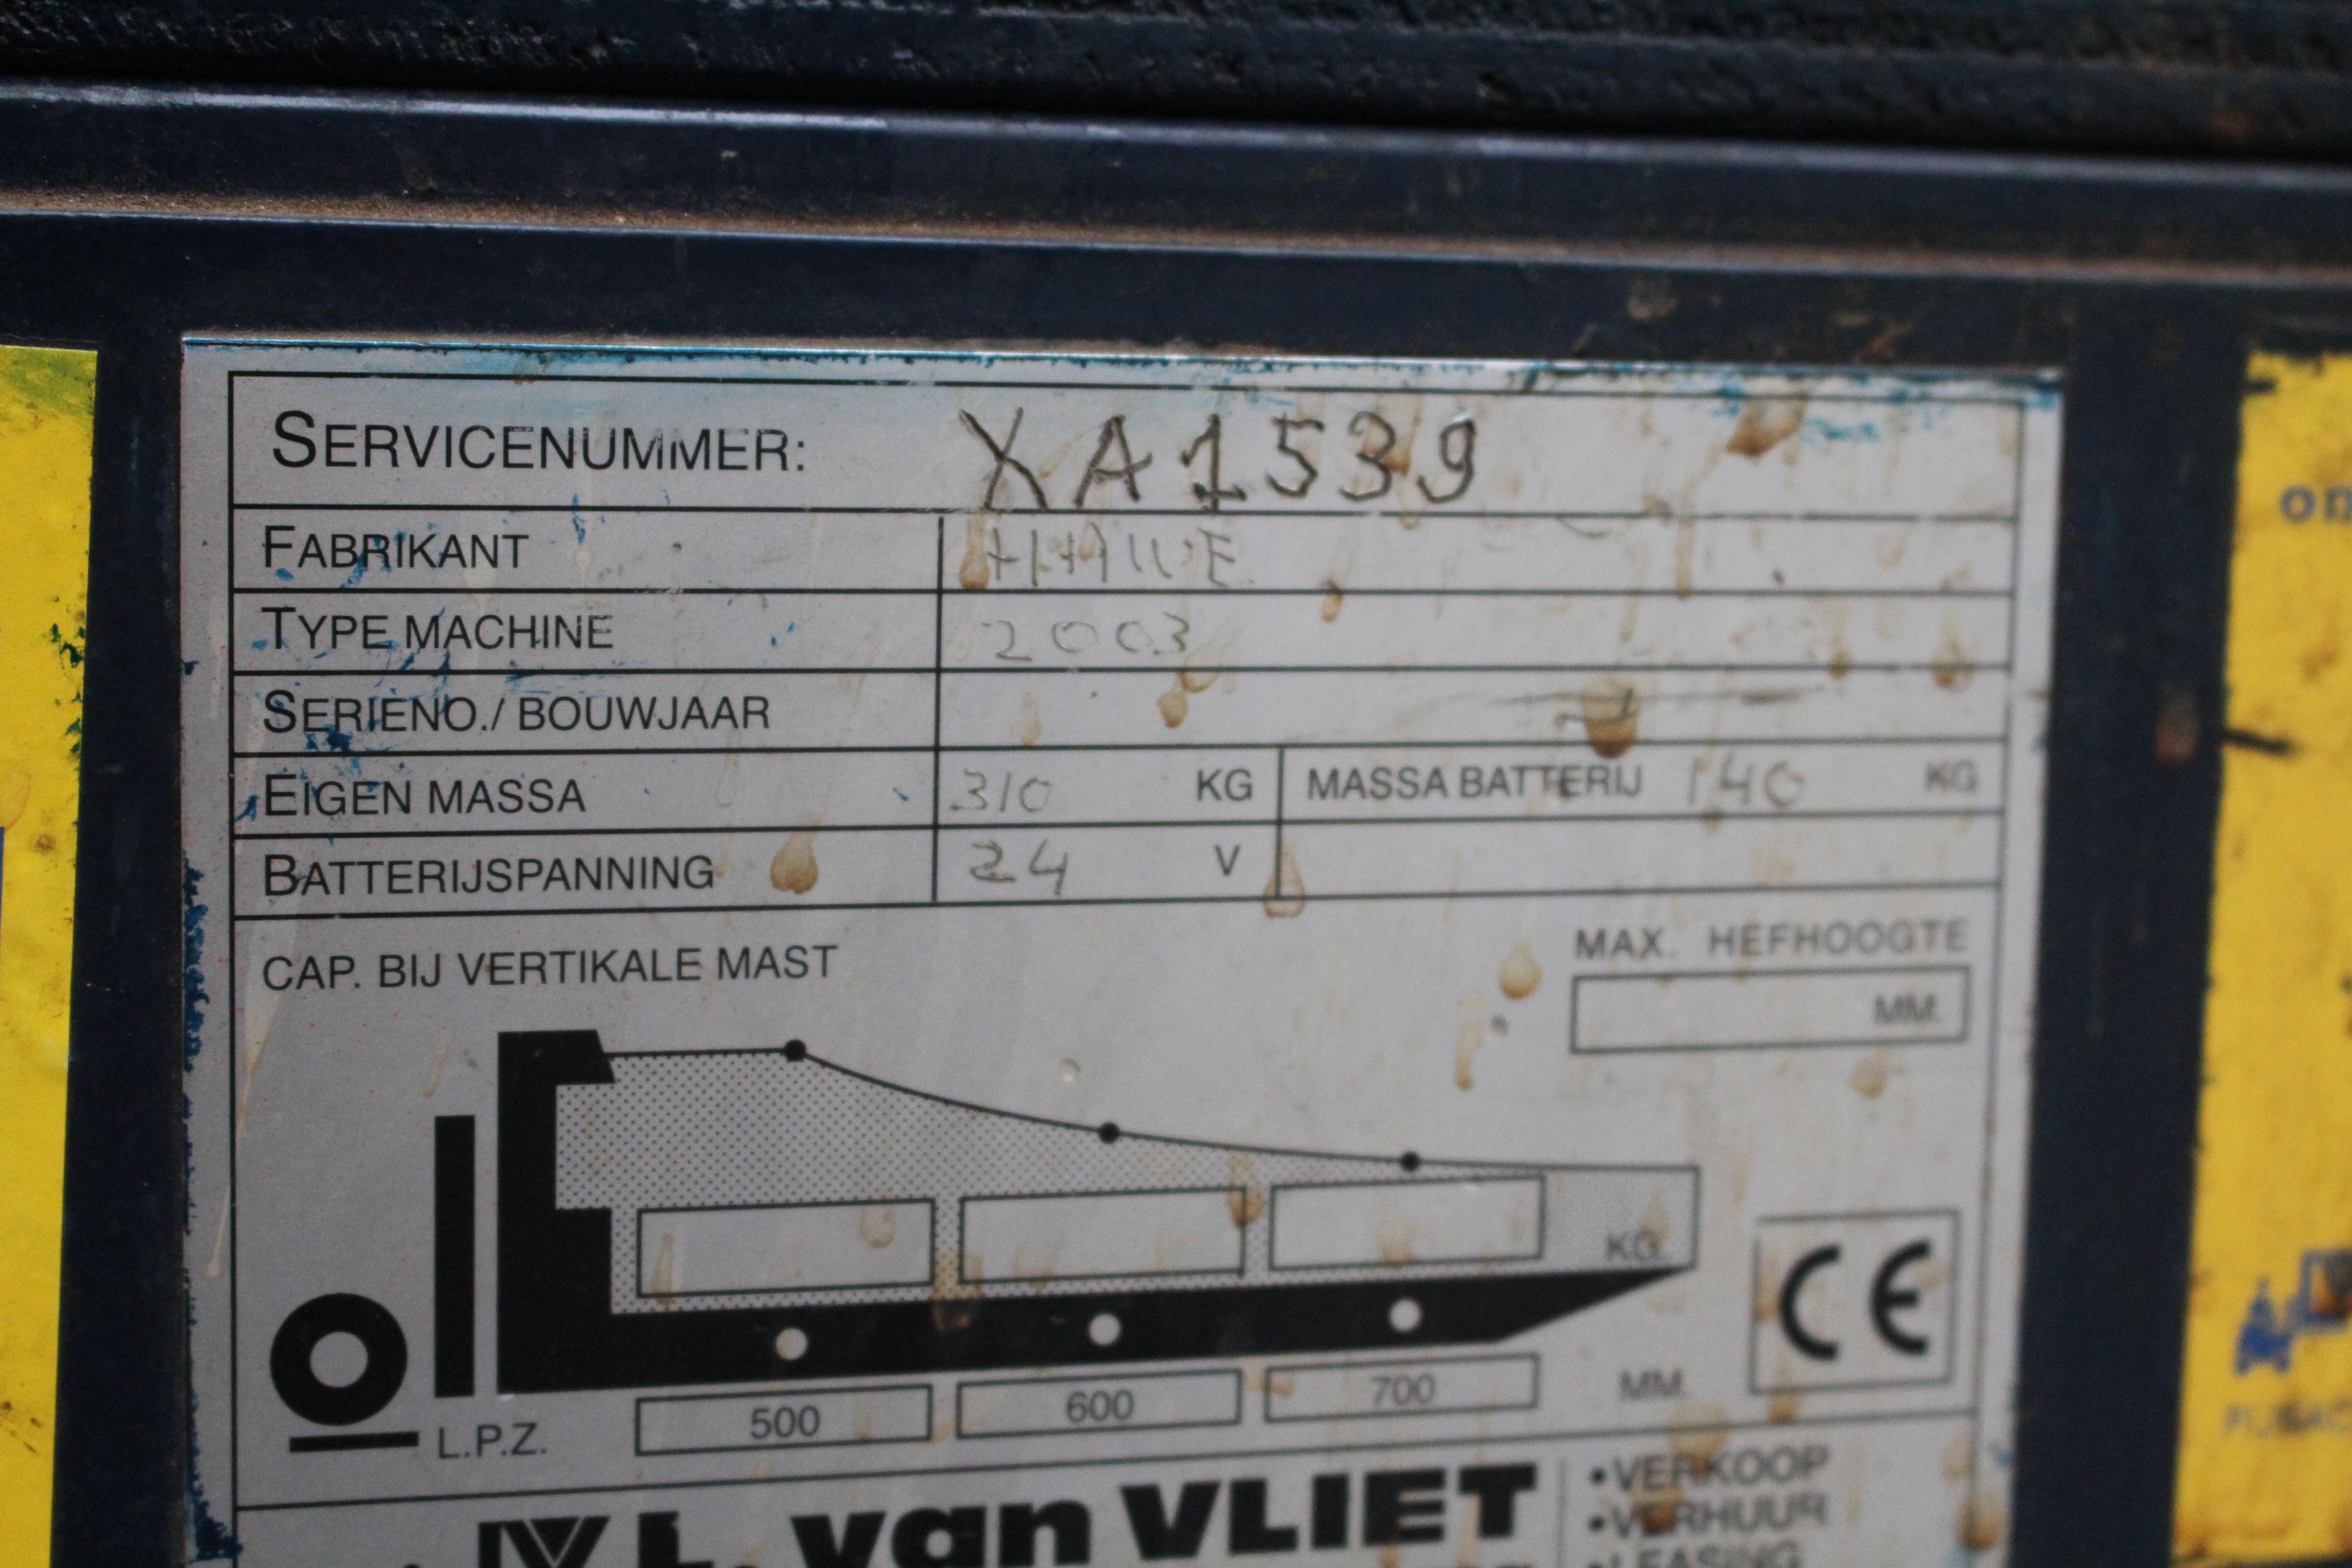 SERVICENUMMER: XA1539
FABRIKANT
TYPE MACHINE 2003
SERIENO./BOUWJAAR
EIGEN MASSA 310 KG MASSA BATTERIJ 140 KG
BATTERIJSPANNING 24 V
CAP. BIJ VERTIKALE MAST
MAX. HEFHOOGTE
MM.
KG.
CE
500 600 700 MM.
L.P.Z.
L. van VLIET
•VERKOOP
•VERHUUR
•LEASING